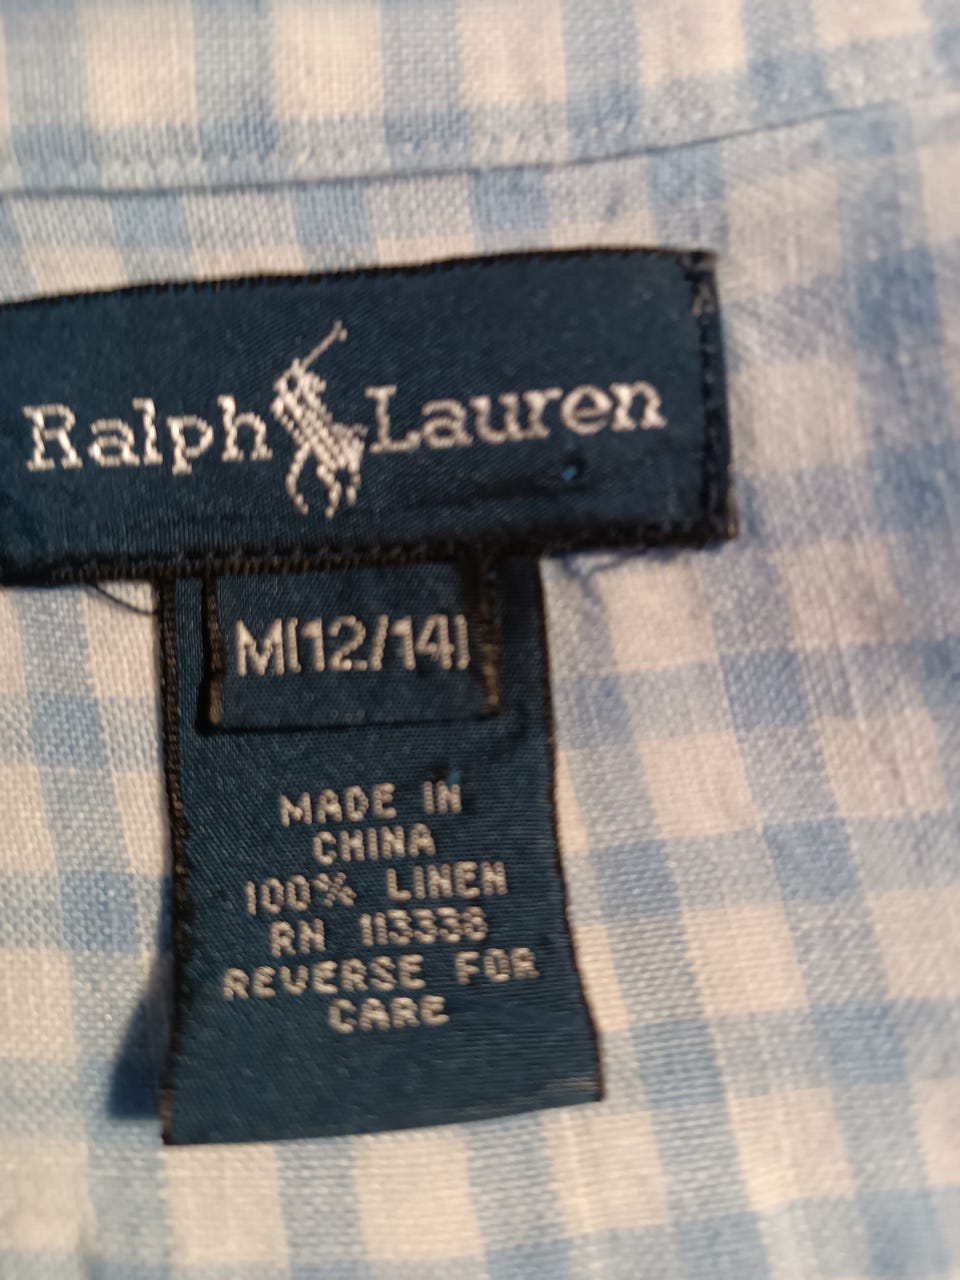 Ralph Lauren
M(12/14)
MADE IN
CHINA
100% LINEN
RN 113338
REVERSE FOR
CARE